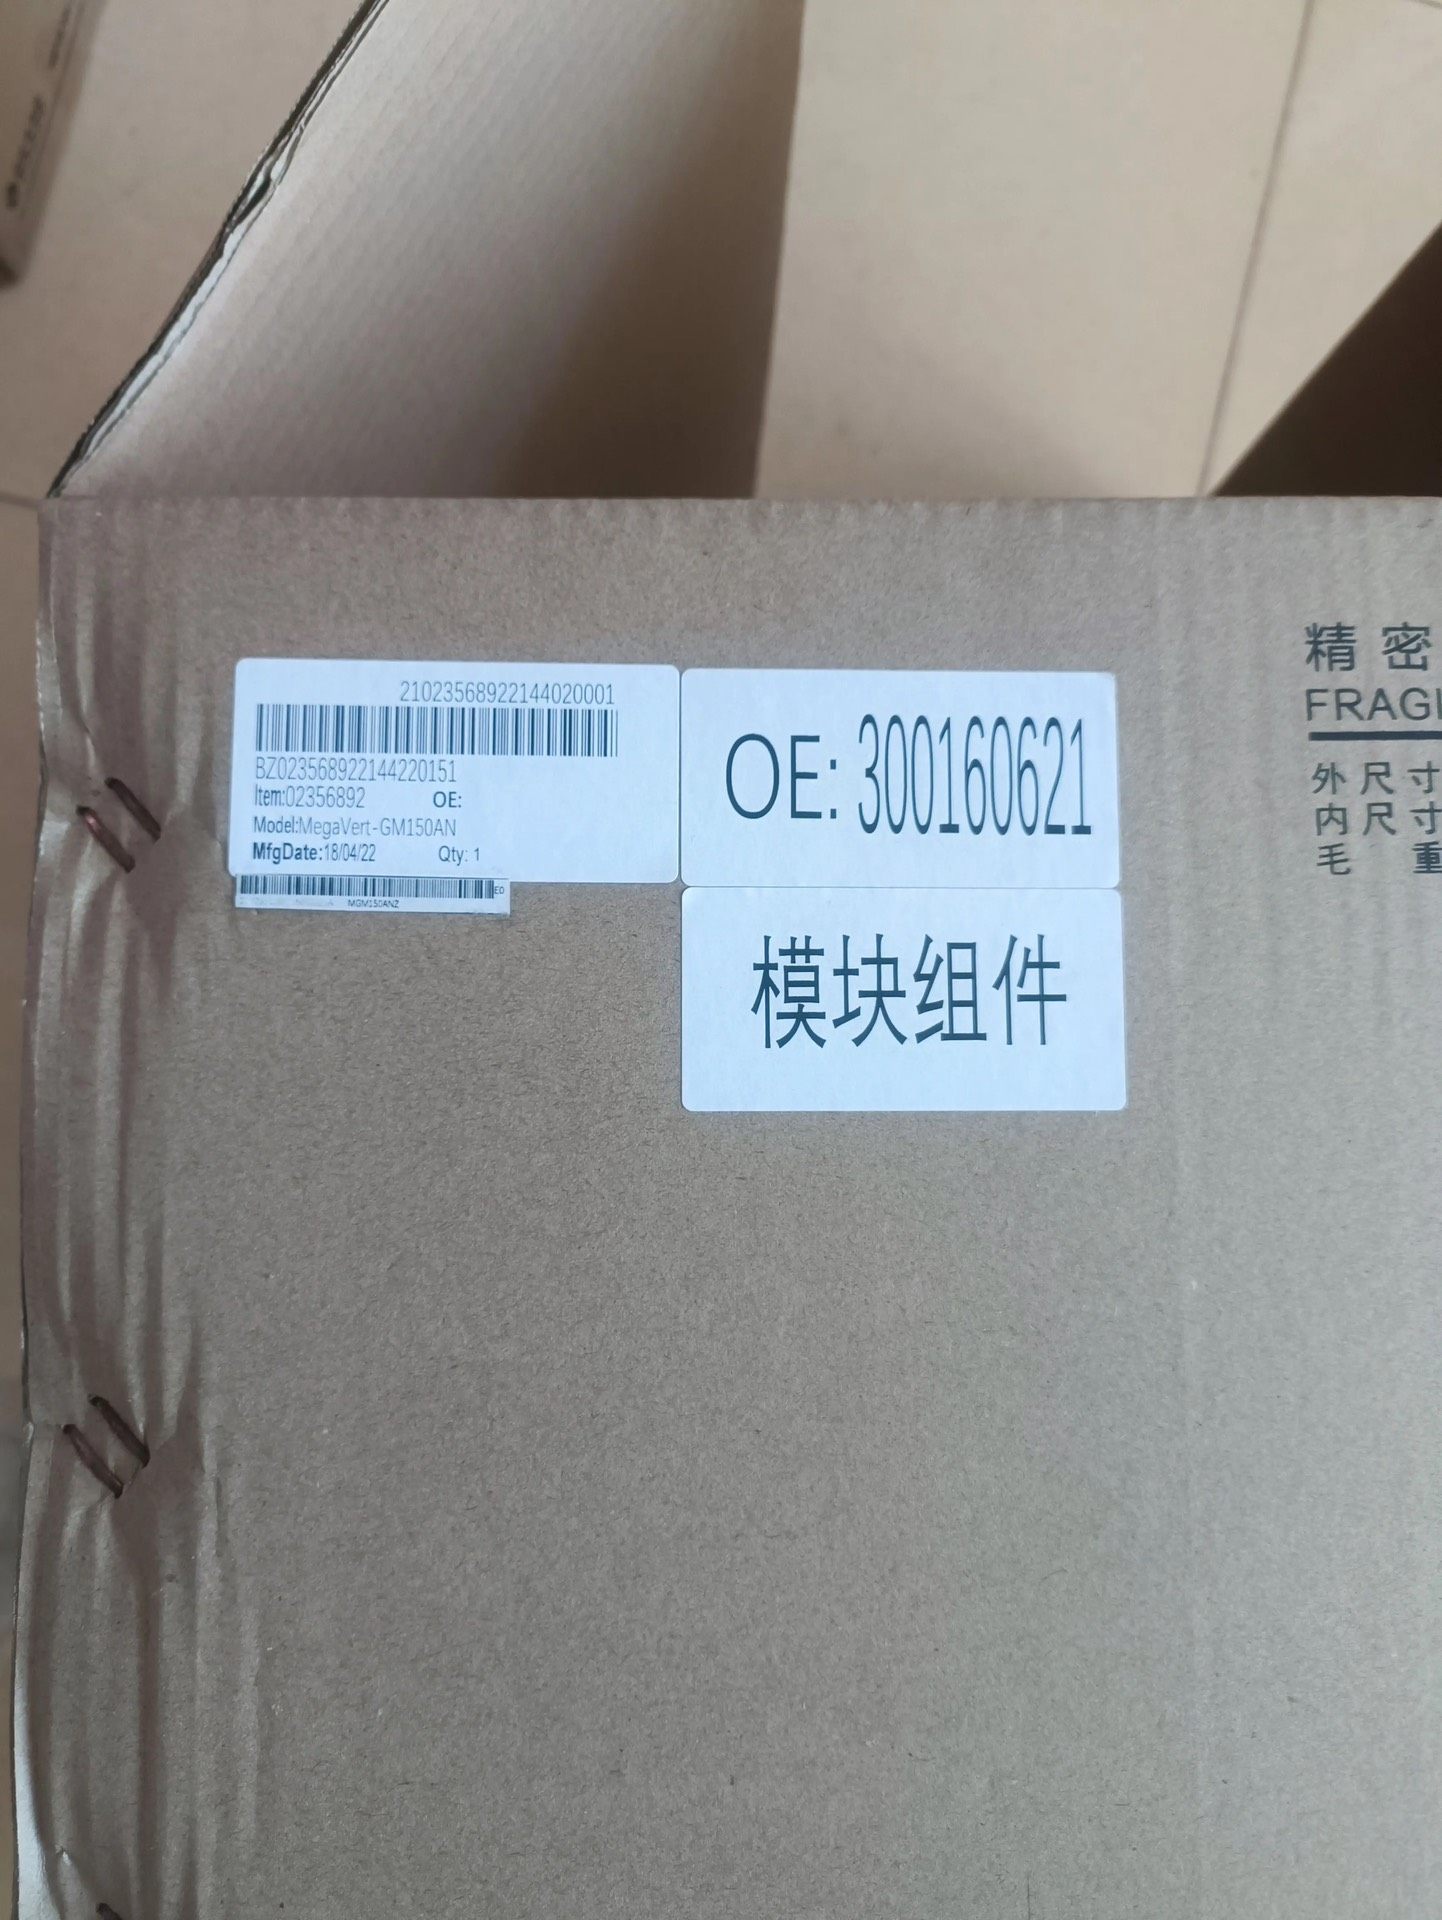 21023568922144020001
BZ023568922144220151
Item:02356892 OE:
Model:MegaVert-GM150AN
MfgDate:18/04/22 Qty: 1
MGM150ANZ
OE: 300160621
模块组件
精密
FRAGI
外尺寸
内尺寸
毛重